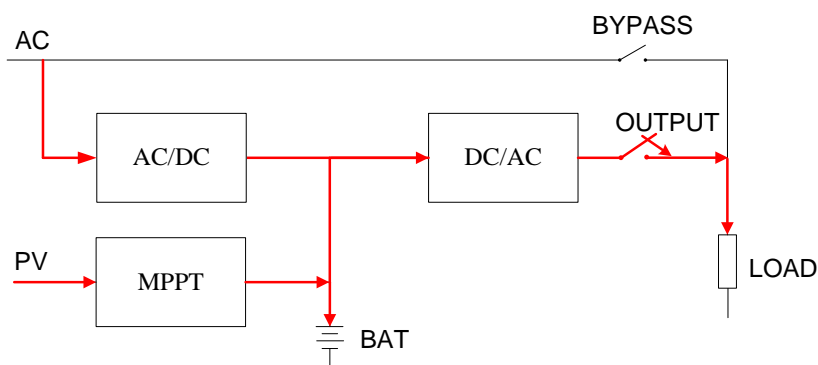 AC
BYPASS
AC/DC
DC/AC
OUTPUT
PV
MPPT
BAT
LOAD